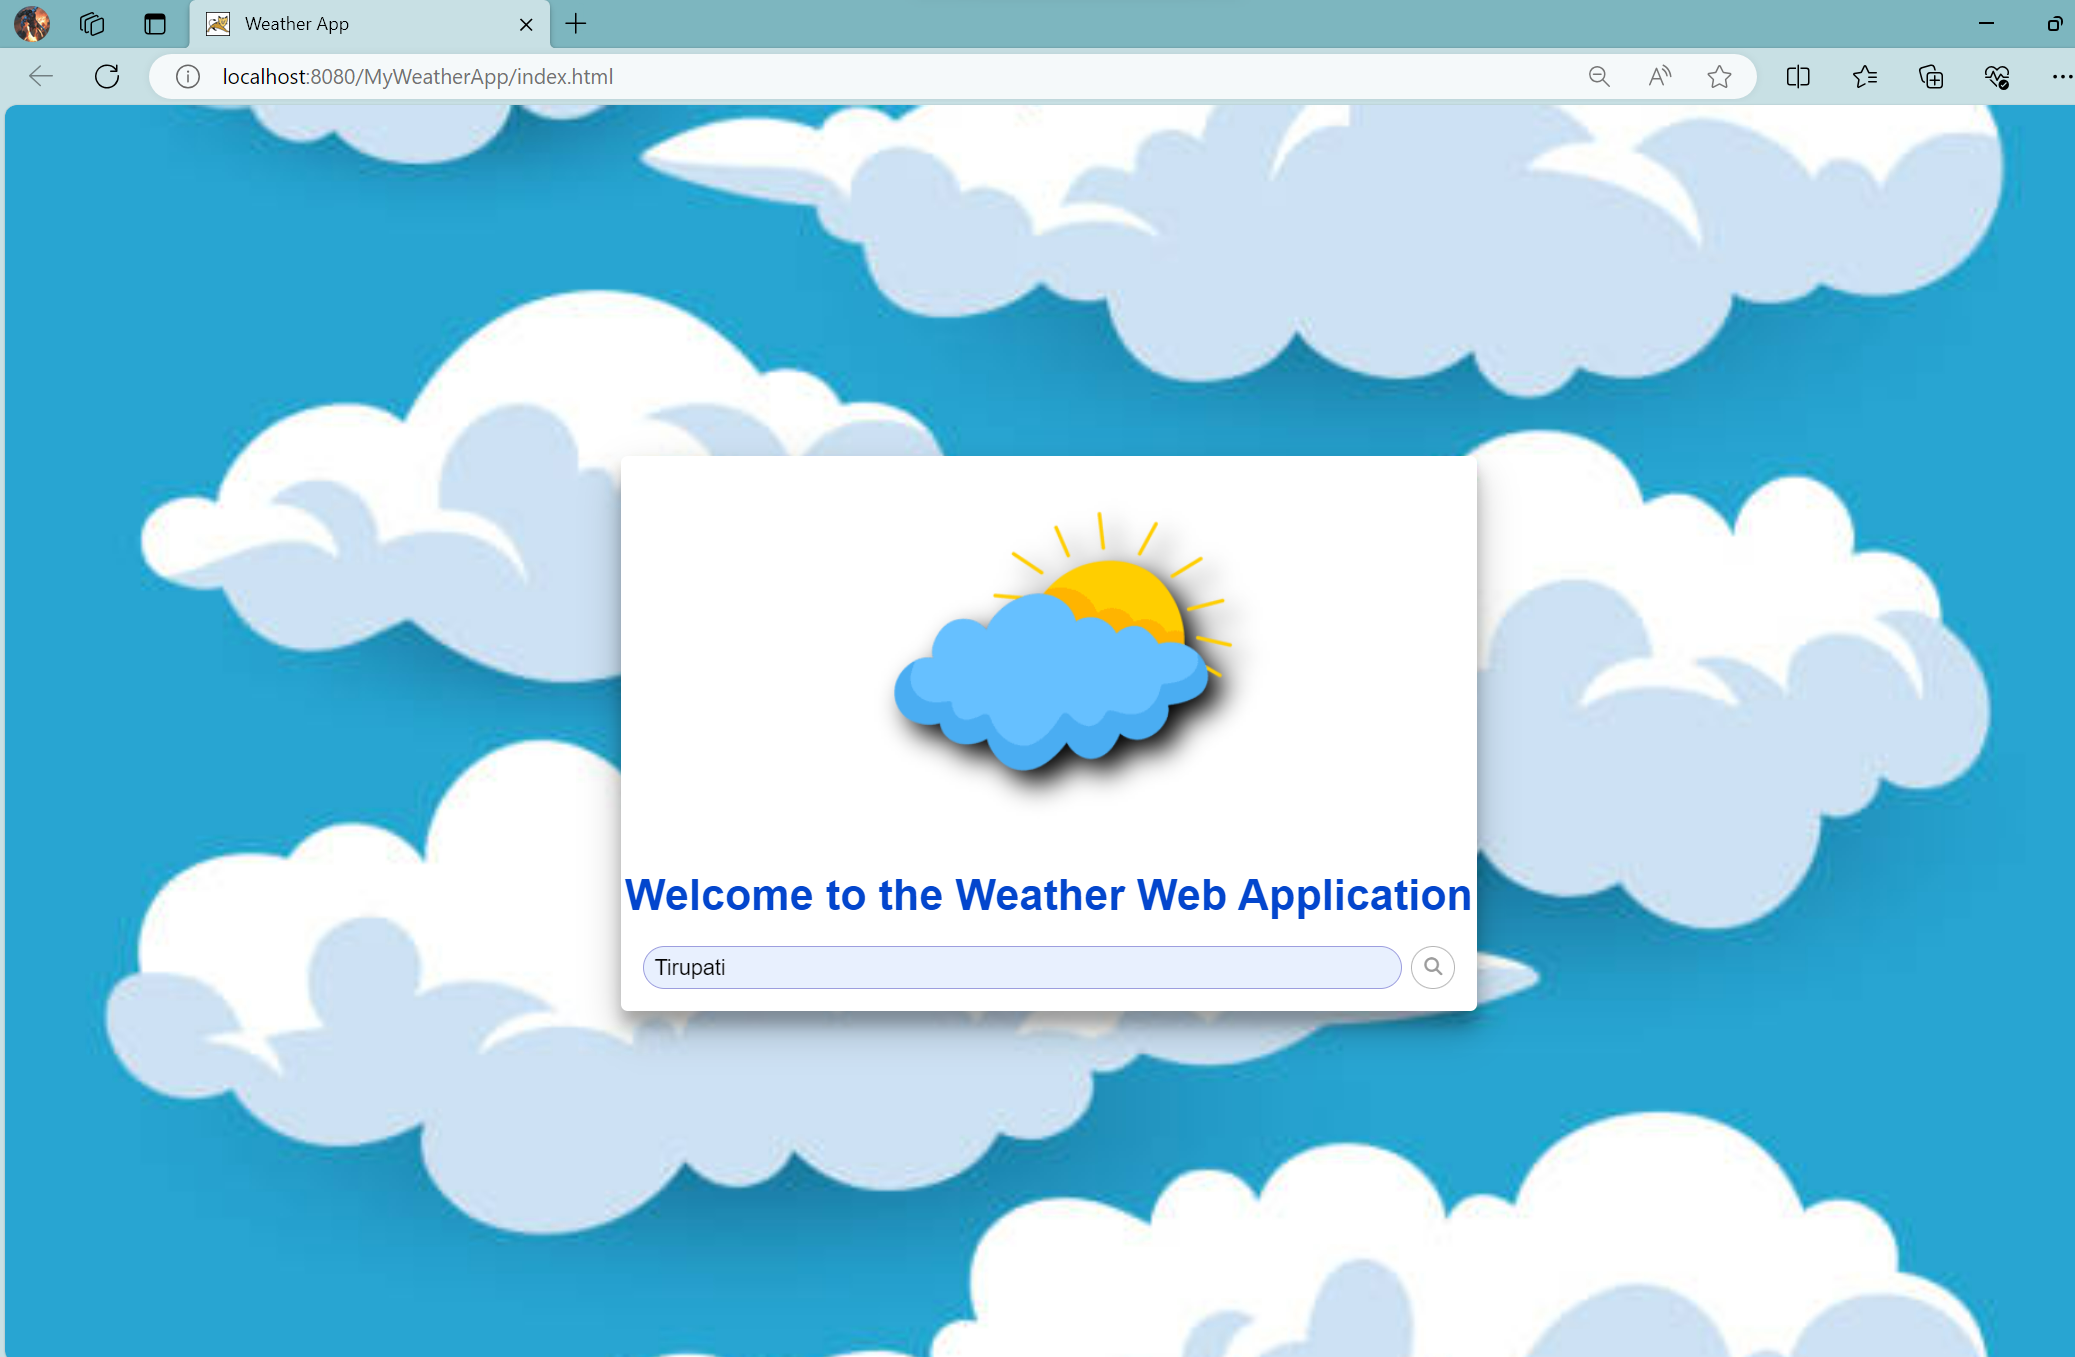 Weather App
localhost:8080/MyWeatherApp/index.html
Welcome to the Weather Web Application
Tirupati